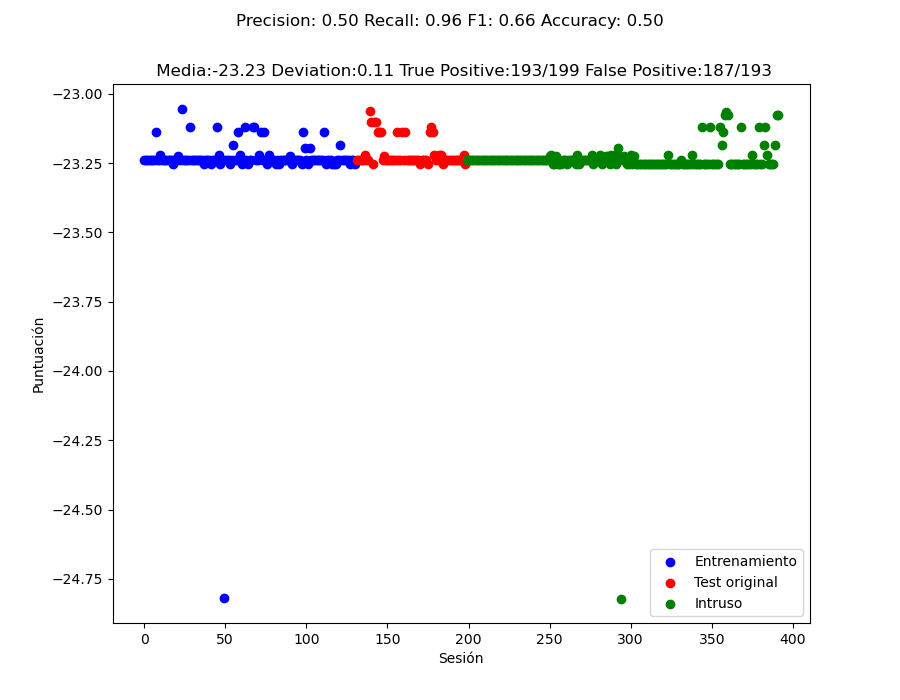 Precision: 0.50 Recall: 0.96 F1: 0.66 Accuracy: 0.50
Media:-23.23 Deviation:0.11 True Positive:193/199 False Positive:187/193
−23.00
−23.25
−23.50
−23.75
−24.00
−24.25
−24.50
−24.75
Puntuación
Entrenamiento
Test original
Intruso
0 50 100 150 200 250 300 350 400
Sesión